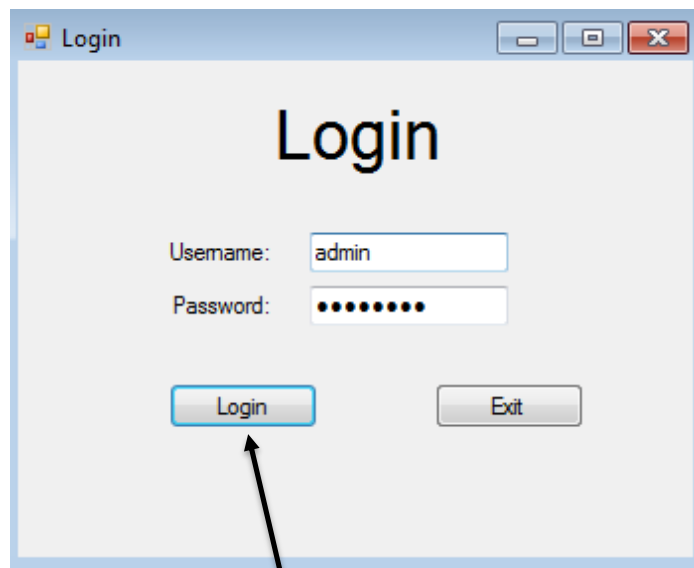 Login
Login
Username: admin
Password: ●●●●●●●●
Login Exit